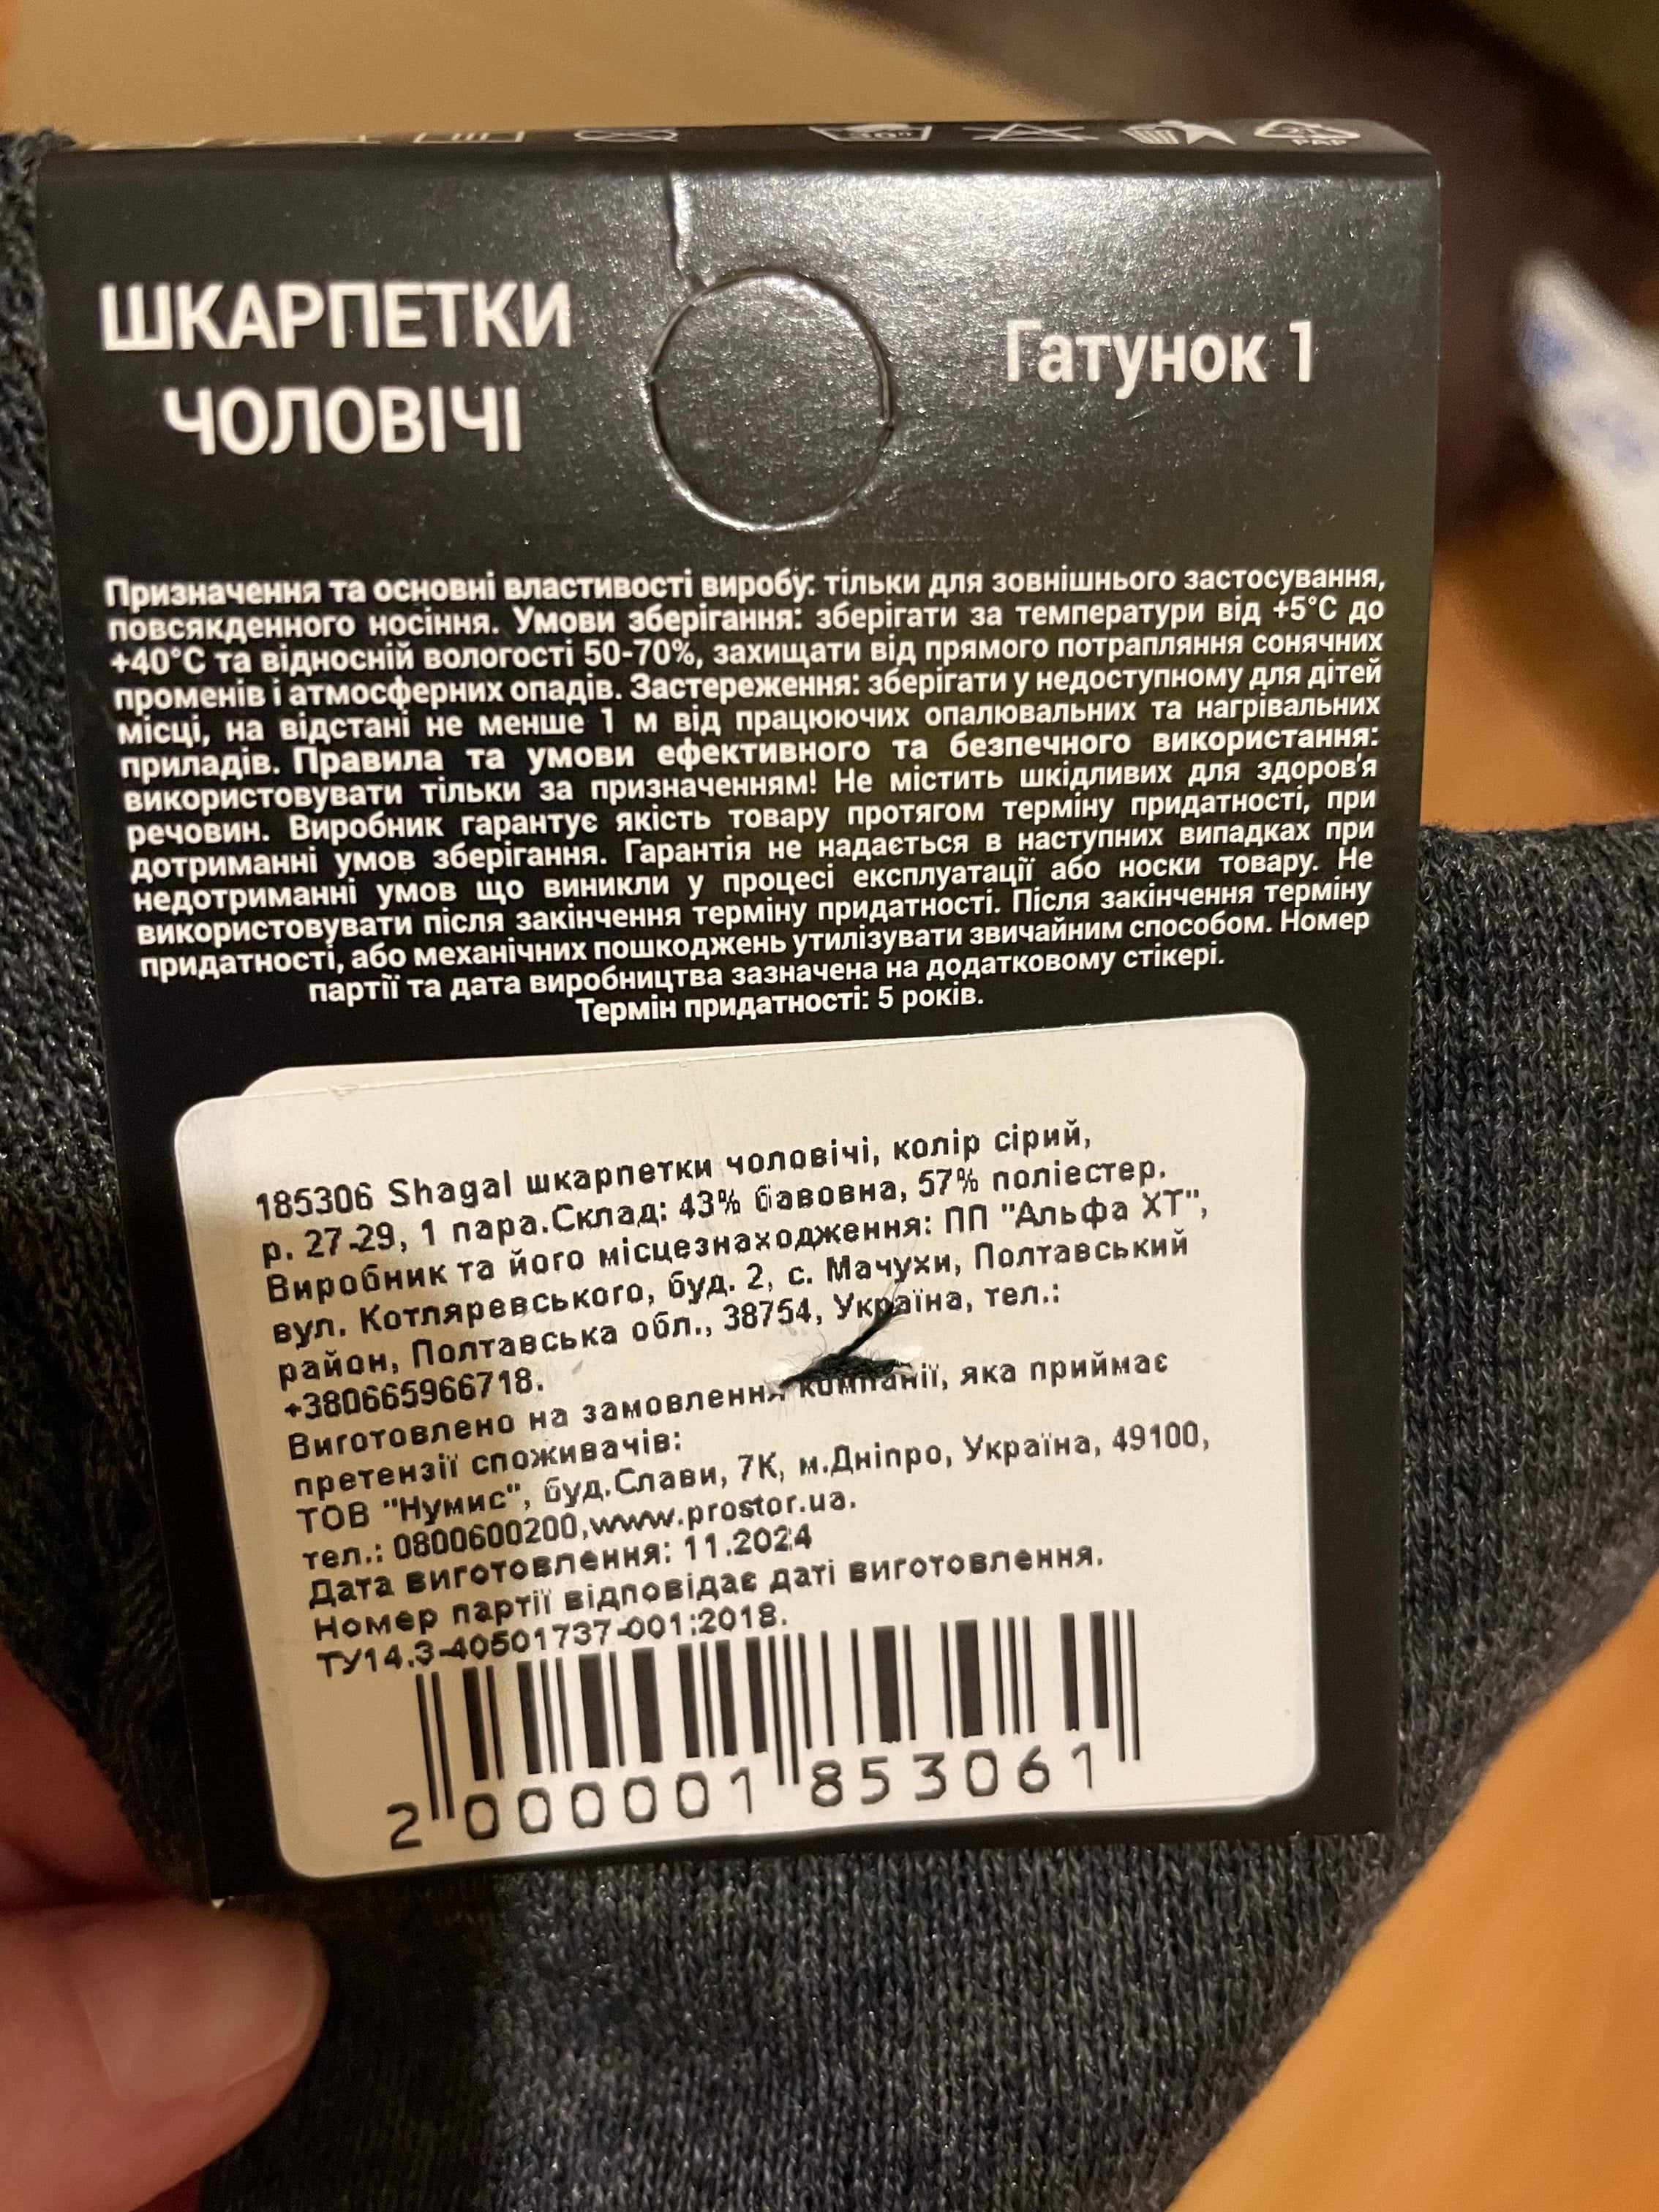 30°
21
PAP
ШКАРПЕТКИ
ЧОЛОВІЧІ
Гатунок 1
Призначення та основні властивості виробу: тільки для зовнішнього застосування,
повсякденного носіння. Умови зберігання: зберігати за температури від +5°С до
+40°С та відносній вологості 50-70%, захищати від прямого потрапляння сонячних
променів і атмосферних опадів. Застереження: зберігати у недоступному для дітей
місці, на відстані не менше 1 м від працюючих опалювальних та нагрівальних
приладів. Правила та умови ефективного та безпечного використання:
використовувати тільки за призначенням! Не містить шкідливих для здоров'я
речовин. Виробник гарантує якість товару протягом терміну придатності, при
дотриманні умов зберігання. Гарантія не надається в наступних випадках при
недотриманні умов що виникли у процесі експлуатації або носки товару. Не
використовувати після закінчення терміну придатності. Після закінчення терміну
придатності, або механічних пошкоджень утилізувати звичайним способом. Номер
партії та дата виробництва зазначена на додатковому стікері.
Термін придатності: 5 років.
185306 Shagal шкарпетки чоловічі, колір сірий,
р. 27-29, 1 пара.Склад: 43% бавовна, 57% поліестер.
Виробник та його місцезнаходження: ПП "Альфа ХТ",
вул. Котляревського, буд. 2, с. Мачухи, Полтавський
район, Полтавська обл., 38754, Україна, тел.:
+380665966718.
Виготовлено на замовлення компанії, яка приймає
претензії споживачів:
ТОВ "Нумис", буд.Слави, 7К, м.Дніпро, Україна, 49100,
тел.: 0800600200,www.prostor.ua.
Дата виготовлення: 11.2024
Номер партії відповідає даті виготовлення.
ТУ14.3-40501737-001:2018.
2 000001 853061